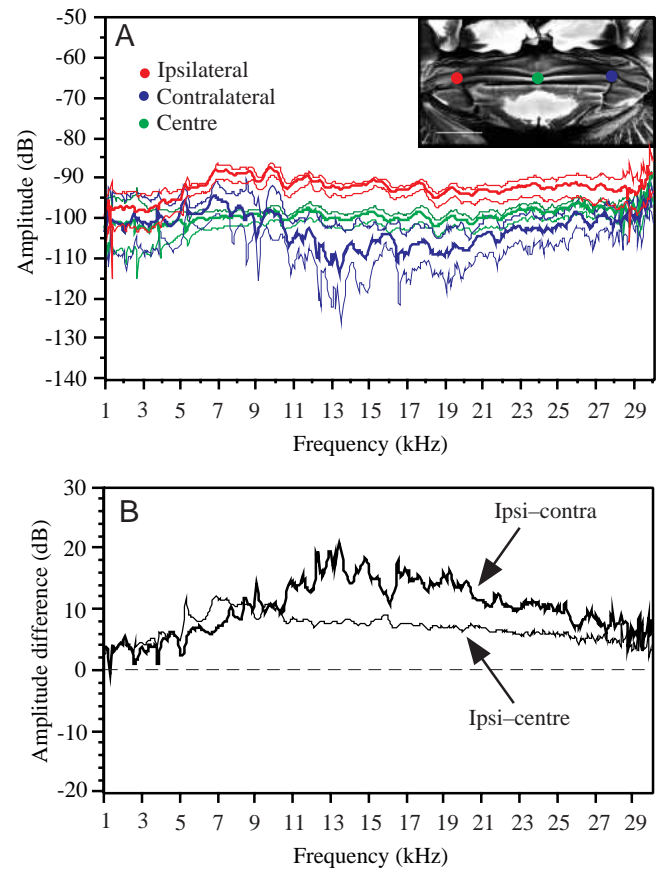 A
Ipsilateral
Contralateral
Centre
-50
-60
-70
-80
-90
-100
-110
-120
-130
-140
Amplitude (dB)
1 3 5 7 9 11 13 15 17 19 21 23 25 27 29
Frequency (kHz)
B
Ipsi–contra
Ipsi–centre
30
20
10
0
-10
-20
Amplitude difference (dB)
1 3 5 7 9 11 13 15 17 19 21 23 25 27 29
Frequency (kHz)